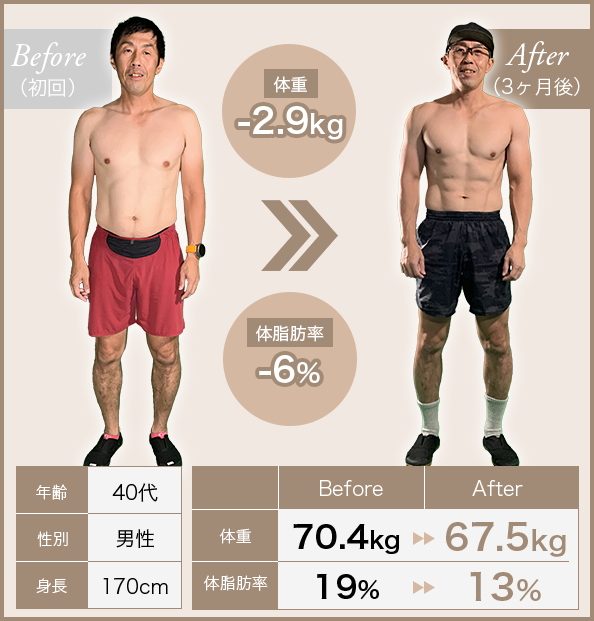 Before
（初回）
After
（3ヶ月後）
体重
-2.9kg
体脂肪率
-6%
年齢 40代
性別 男性
身長 170cm
Before After
体重 70.4kg 67.5kg
体脂肪率 19% 13%